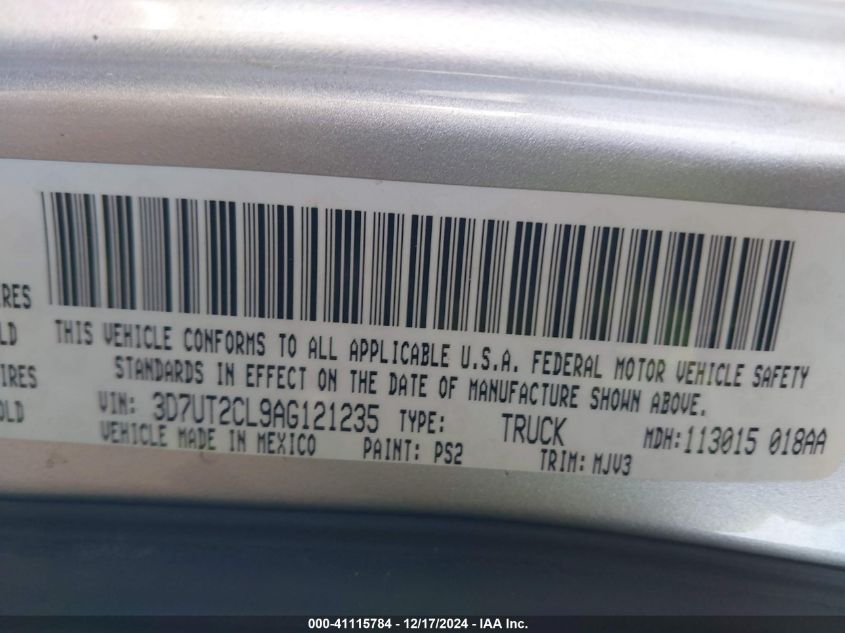 IRES
OLD
IRES
OLD
THIS VEHICLE CONFORMS TO ALL APPLICABLE U.S.A. FEDERAL MOTOR VEHICLE SAFETY
STANDARDS IN EFFECT ON THE DATE OF MANUFACTURE SHOWN ABOVE.
VIN: 3D7UT2CL9AG121235 TYPE: TRUCK MDH:113015 018AA
VEHICLE MADE IN MEXICO PAINT: PS2 TRIM: MJV3
000-41115784 - 12/17/2024 - IAA Inc.